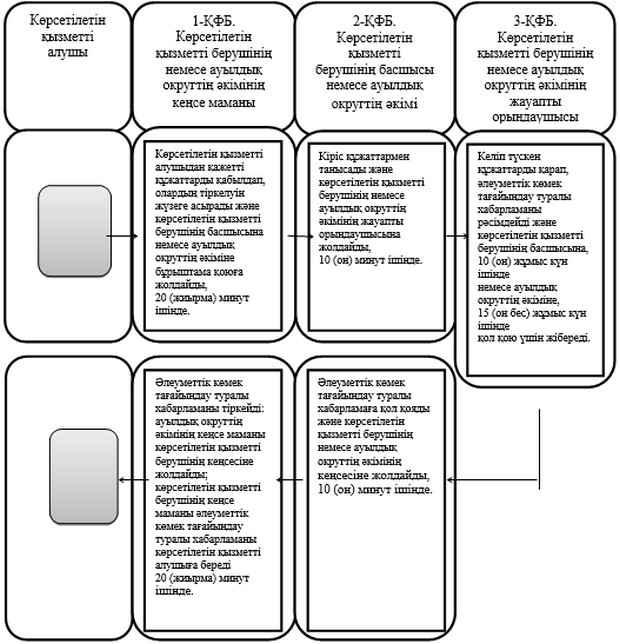 Көрсетілетін
қызметті
алушы
1-ҚФБ.
Көрсетілетін
қызметті берушінің
немесе ауылдық
округтің әкімінің
кеңсе маманы
2-ҚФБ.
Көрсетілетін
қызметті
берушінің басшысы
немесе ауылдық
округтің әкімі
3-ҚФБ.
Көрсетілетін
қызметті берушінің
немесе ауылдық
округтің әкімінің
жауапты
орындаушысы
Көрсетілетін қызметті
алушыдан қажетті
құжаттарды қабылдап,
олардың тіркелуін
жүзеге асырады және
көрсетілетін қызметті
берушінің басшысына
немесе ауылдық
округтің әкіміне
бұрыштама қоюға
жолдайды,
20 (жиырма) минут
ішінде.
Кіріс құжаттармен
танысады және
көрсетілетін қызметті
берушінің немесе
ауылдық округтің
әкімінің жауапты
орындаушысына
жолдайды,
10 (он) минут ішінде.
Келіп түскен
құжаттарды қарап,
әлеуметтік көмек
тағайындау туралы
хабарламаны
рәсімдейді және
көрсетілетін қызметті
берушінің басшысына,
10 (он) жұмыс күн
ішінде
немесе ауылдық
округтің әкіміне,
15 (он бес) жұмыс күн
ішінде
қол қою үшін жібереді.
Әлеуметтік көмек
тағайындау туралы
хабарламаны тіркейді:
ауылдық округтің
әкімінің кеңсе маманы
көрсетілетін қызметті
берушінің кеңсесіне
жолдайды;
көрсетілетін қызметті
берушінің кеңсе
маманы әлеуметтік
көмек тағайындау
туралы хабарламаны
көрсетілетін қызметті
алушыға береді
20 (жиырма) минут
ішінде.
Әлеуметтік көмек
тағайындау туралы
хабарламаға қол қояды
және көрсетілетін
қызметті берушінің
немесе ауылдық
округтің әкімінің
кеңсесіне жолдайды,
10 (он) минут ішінде.